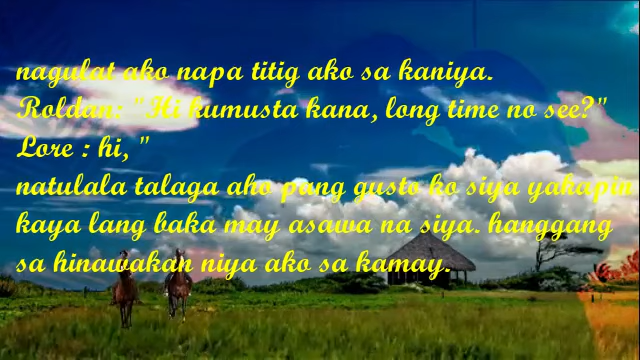 nagulat ako napa titig ako sa kaniya.
Roldan: "Hi kumusta kana, long time no see?"
Lore : hi, "
natulala talaga ako pang gusto ko siya yakapin
kaya lang baka may asawa na siya. hanggang
sa hinawakan niya ako sa kamay.